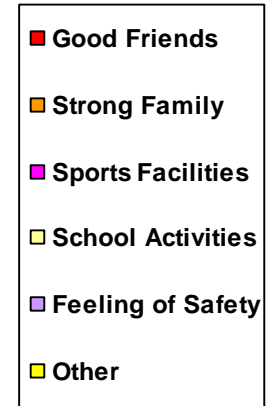 Good Friends
Strong Family
Sports Facilities
School Activities
Feeling of Safety
Other